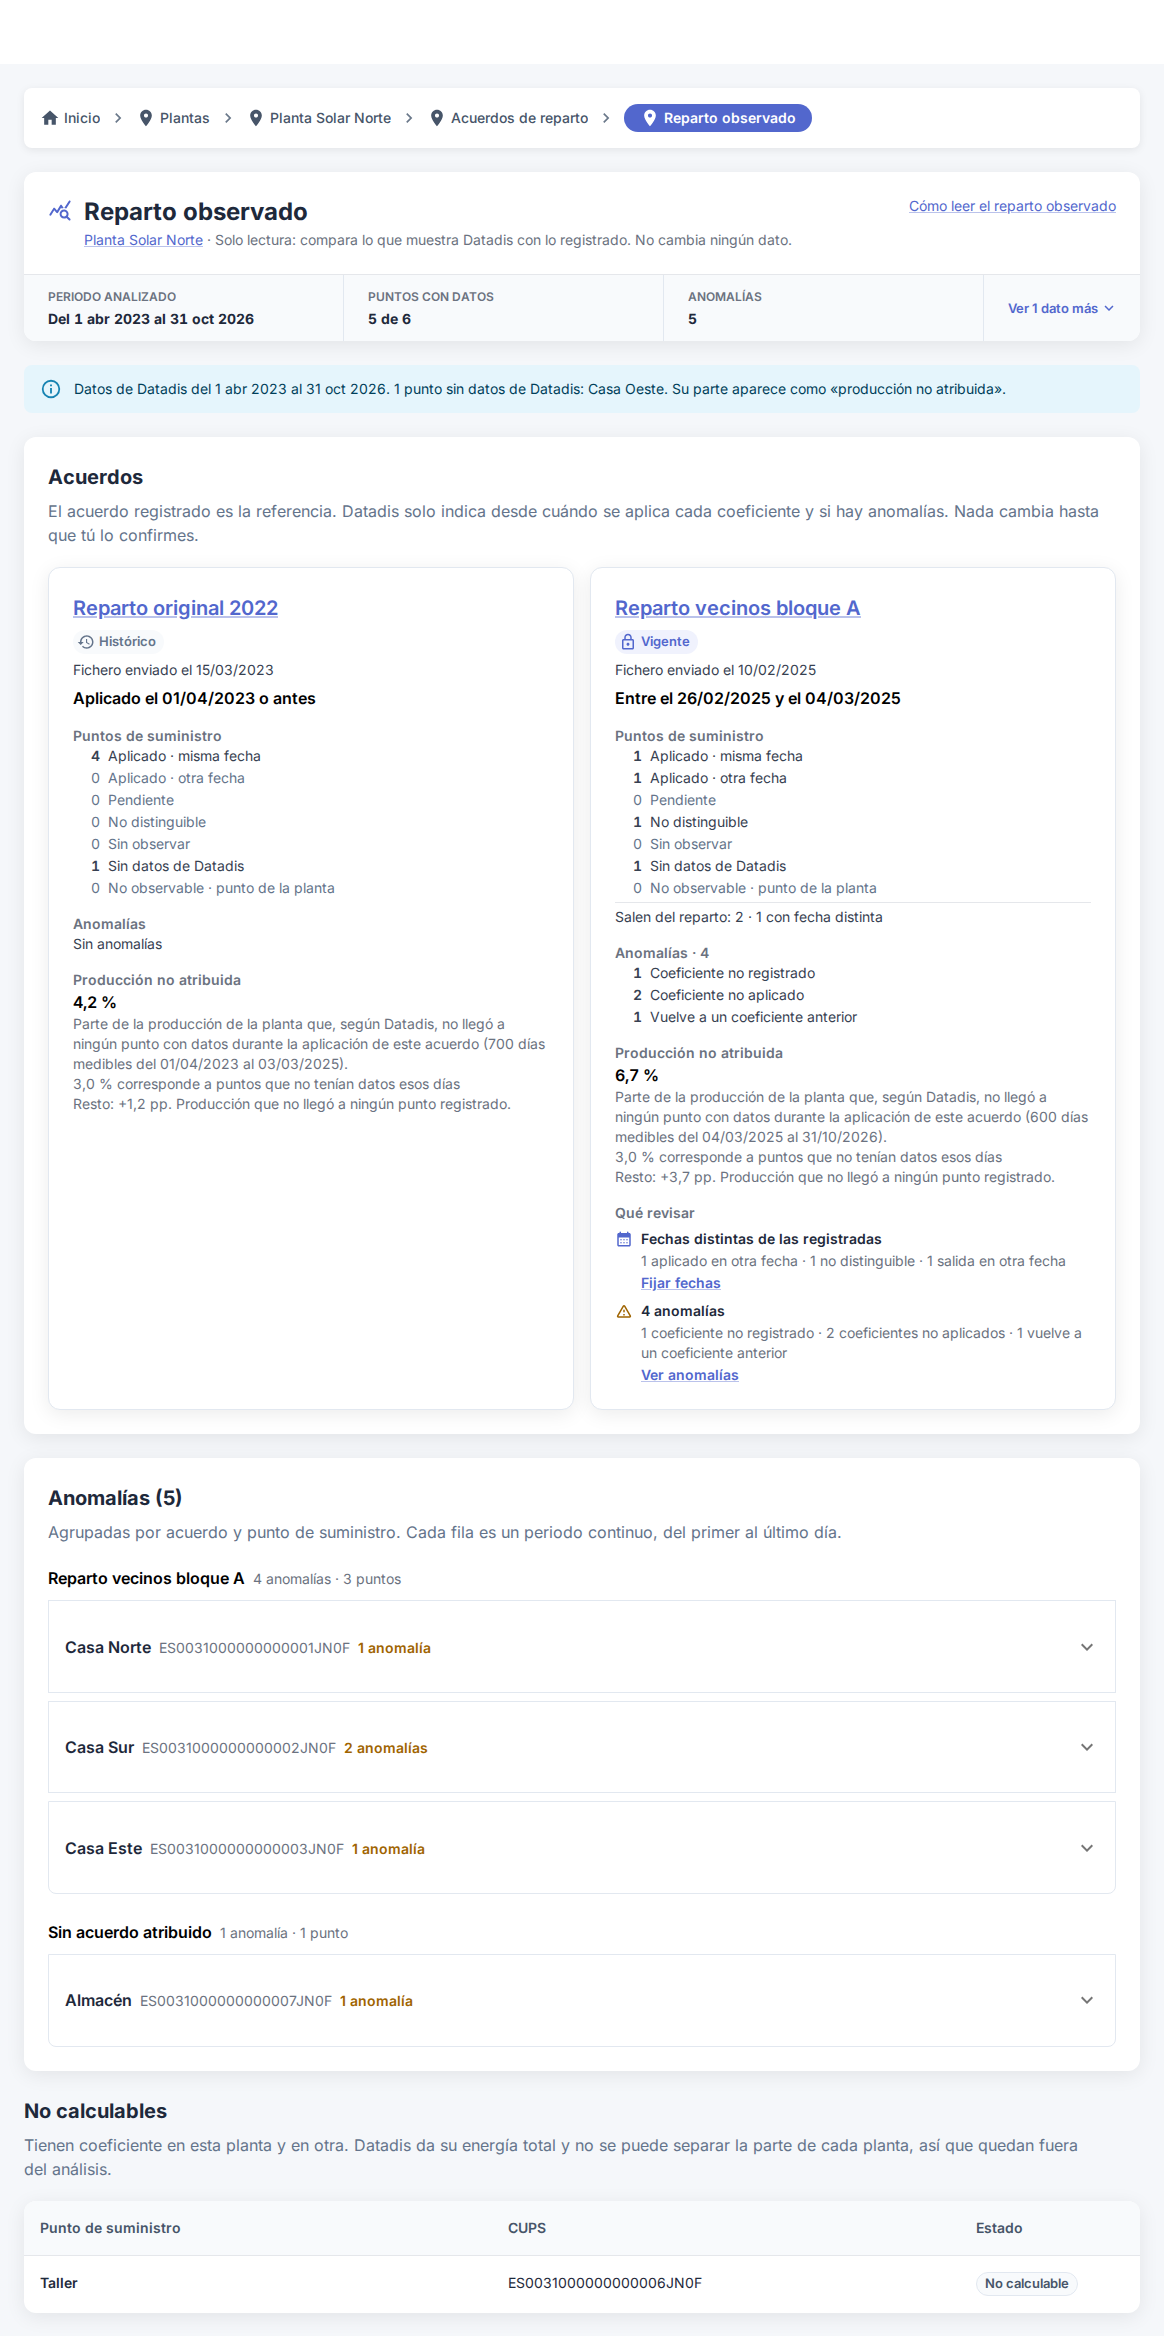 Inicio
Plantas
Planta Solar Norte
Acuerdos de reparto
Reparto observado
Reparto observado
Cómo leer el reparto observado
Planta Solar Norte · Solo lectura: compara lo que muestra Datadis con lo registrado. No cambia ningún dato.
PERIODO ANALIZADO
Del 1 abr 2023 al 31 oct 2026
PUNTOS CON DATOS
5 de 6
ANOMALÍAS
5
Ver 1 dato más
Datos de Datadis del 1 abr 2023 al 31 oct 2026. 1 punto sin datos de Datadis: Casa Oeste. Su parte aparece como «producción no atribuida».
Acuerdos
El acuerdo registrado es la referencia. Datadis solo indica desde cuándo se aplica cada coeficiente y si hay anomalías. Nada cambia hasta
que tú lo confirmes.
Reparto original 2022
Histórico
Fichero enviado el 15/03/2023
Aplicado el 01/04/2023 o antes
Puntos de suministro
4 Aplicado · misma fecha
0 Aplicado · otra fecha
0 Pendiente
0 No distinguible
0 Sin observar
1 Sin datos de Datadis
0 No observable · punto de la planta
Anomalías
Sin anomalías
Producción no atribuida
4,2 %
Parte de la producción de la planta que, según Datadis, no llegó a
ningún punto con datos durante la aplicación de este acuerdo (700 días
medibles del 01/04/2023 al 03/03/2025).
3,0 % corresponde a puntos que no tenían datos esos días
Resto: +1,2 pp. Producción que no llegó a ningún punto registrado.
Reparto vecinos bloque A
Vigente
Fichero enviado el 10/02/2025
Entre el 26/02/2025 y el 04/03/2025
Puntos de suministro
1 Aplicado · misma fecha
1 Aplicado · otra fecha
0 Pendiente
1 No distinguible
0 Sin observar
1 Sin datos de Datadis
0 No observable · punto de la planta
Salen del reparto: 2 · 1 con fecha distinta
Anomalías · 4
1 Coeficiente no registrado
2 Coeficiente no aplicado
1 Vuelve a un coeficiente anterior
Producción no atribuida
6,7 %
Parte de la producción de la planta que, según Datadis, no llegó a
ningún punto con datos durante la aplicación de este acuerdo (600 días
medibles del 04/03/2025 al 31/10/2026).
3,0 % corresponde a puntos que no tenían datos esos días
Resto: +3,7 pp. Producción que no llegó a ningún punto registrado.
Qué revisar
Fechas distintas de las registradas
1 aplicado en otra fecha · 1 no distinguible · 1 salida en otra fecha
Fijar fechas
4 anomalías
1 coeficiente no registrado · 2 coeficientes no aplicados · 1 vuelve a
un coeficiente anterior
Ver anomalías
Anomalías (5)
Agrupadas por acuerdo y punto de suministro. Cada fila es un periodo continuo, del primer al último día.
Reparto vecinos bloque A 4 anomalías · 3 puntos
Casa Norte ES0031000000000001JN0F 1 anomalía
Casa Sur ES0031000000000002JN0F 2 anomalías
Casa Este ES0031000000000003JN0F 1 anomalía
Sin acuerdo atribuido 1 anomalía · 1 punto
Almacén ES0031000000000007JN0F 1 anomalía
No calculables
Tienen coeficiente en esta planta y en otra. Datadis da su energía total y no se puede separar la parte de cada planta, así que quedan fuera
del análisis.
Punto de suministro CUPS Estado
Taller ES0031000000000006JN0F No calculable